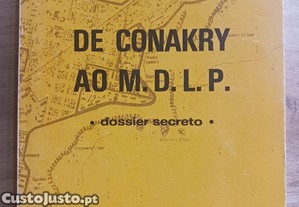 DE CONAKRY
AO M. D. L. P.
• dossier secreto •
CustoJusto.pt